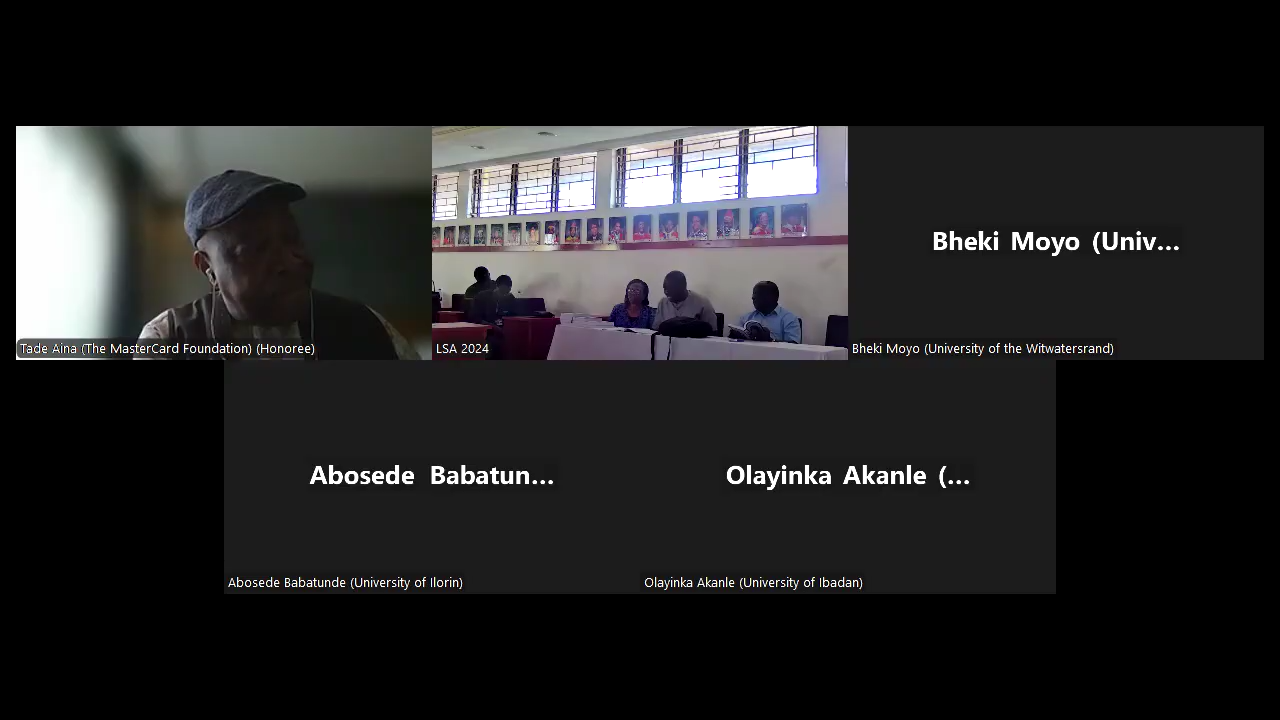 Bheki Moyo (Univ...
Tade Aina (The MasterCard Foundation) (Honoree)
LSA 2024
Bheki Moyo (University of the Witwatersrand)
Abosede Babatun...
Olayinka Akanle (...
Abosede Babatunde (University of Ilorin)
Olayinka Akanle (University of Ibadan)